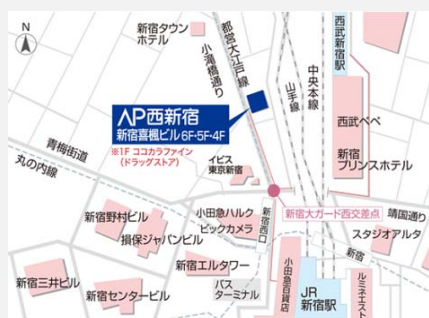 N
新宿タウン
ホテル
小滝橋通り
都営大江戸線
山手線
中央本線
西武新宿駅
AP西新宿
新宿喜楓ビル 6F・5F・4F
※1F ココカラファイン
(ドラッグストア)
西武ペペ
新宿
プリンスホテル
青梅街道
丸の内線
イビス
東京新宿
新宿大ガード西交差点
靖国通り
新宿野村ビル
損保ジャパンビル
小田急ハルク
ビックカメラ
新宿西口
スタジオアルタ
新宿
新宿三井ビル
新宿センタービル
新宿エルタワー
バス
ターミナル
小田急百貨店
JR
新宿駅
ルミネエスト